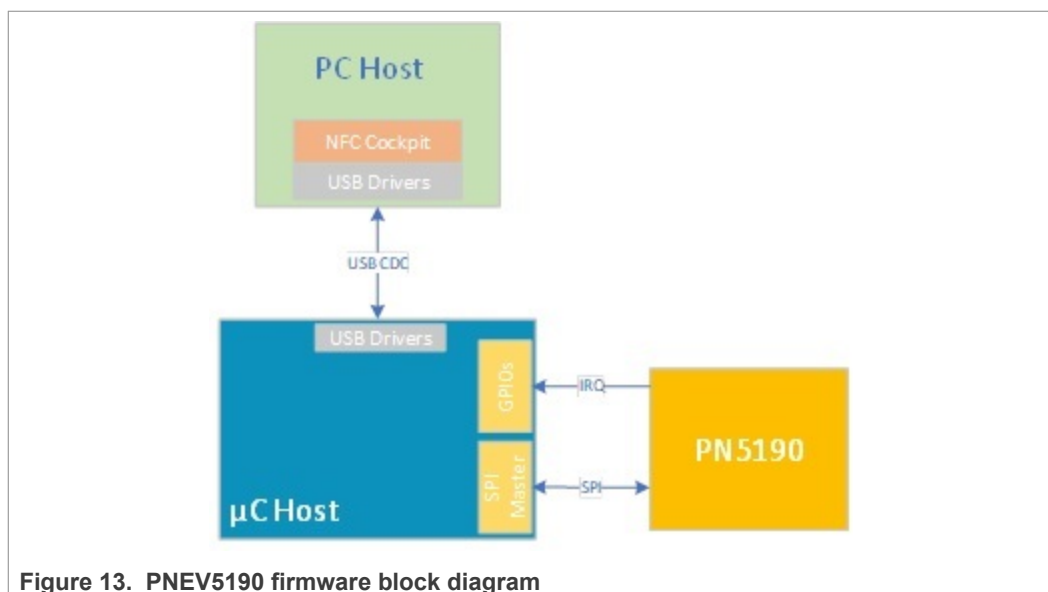 PC Host
NFC Cockpit
USB Drivers
USB CDC
USB Drivers
GPIOs
IRQ
PN5190
SPI Master
SPI
µC Host
Figure 13. PNEV5190 firmware block diagram